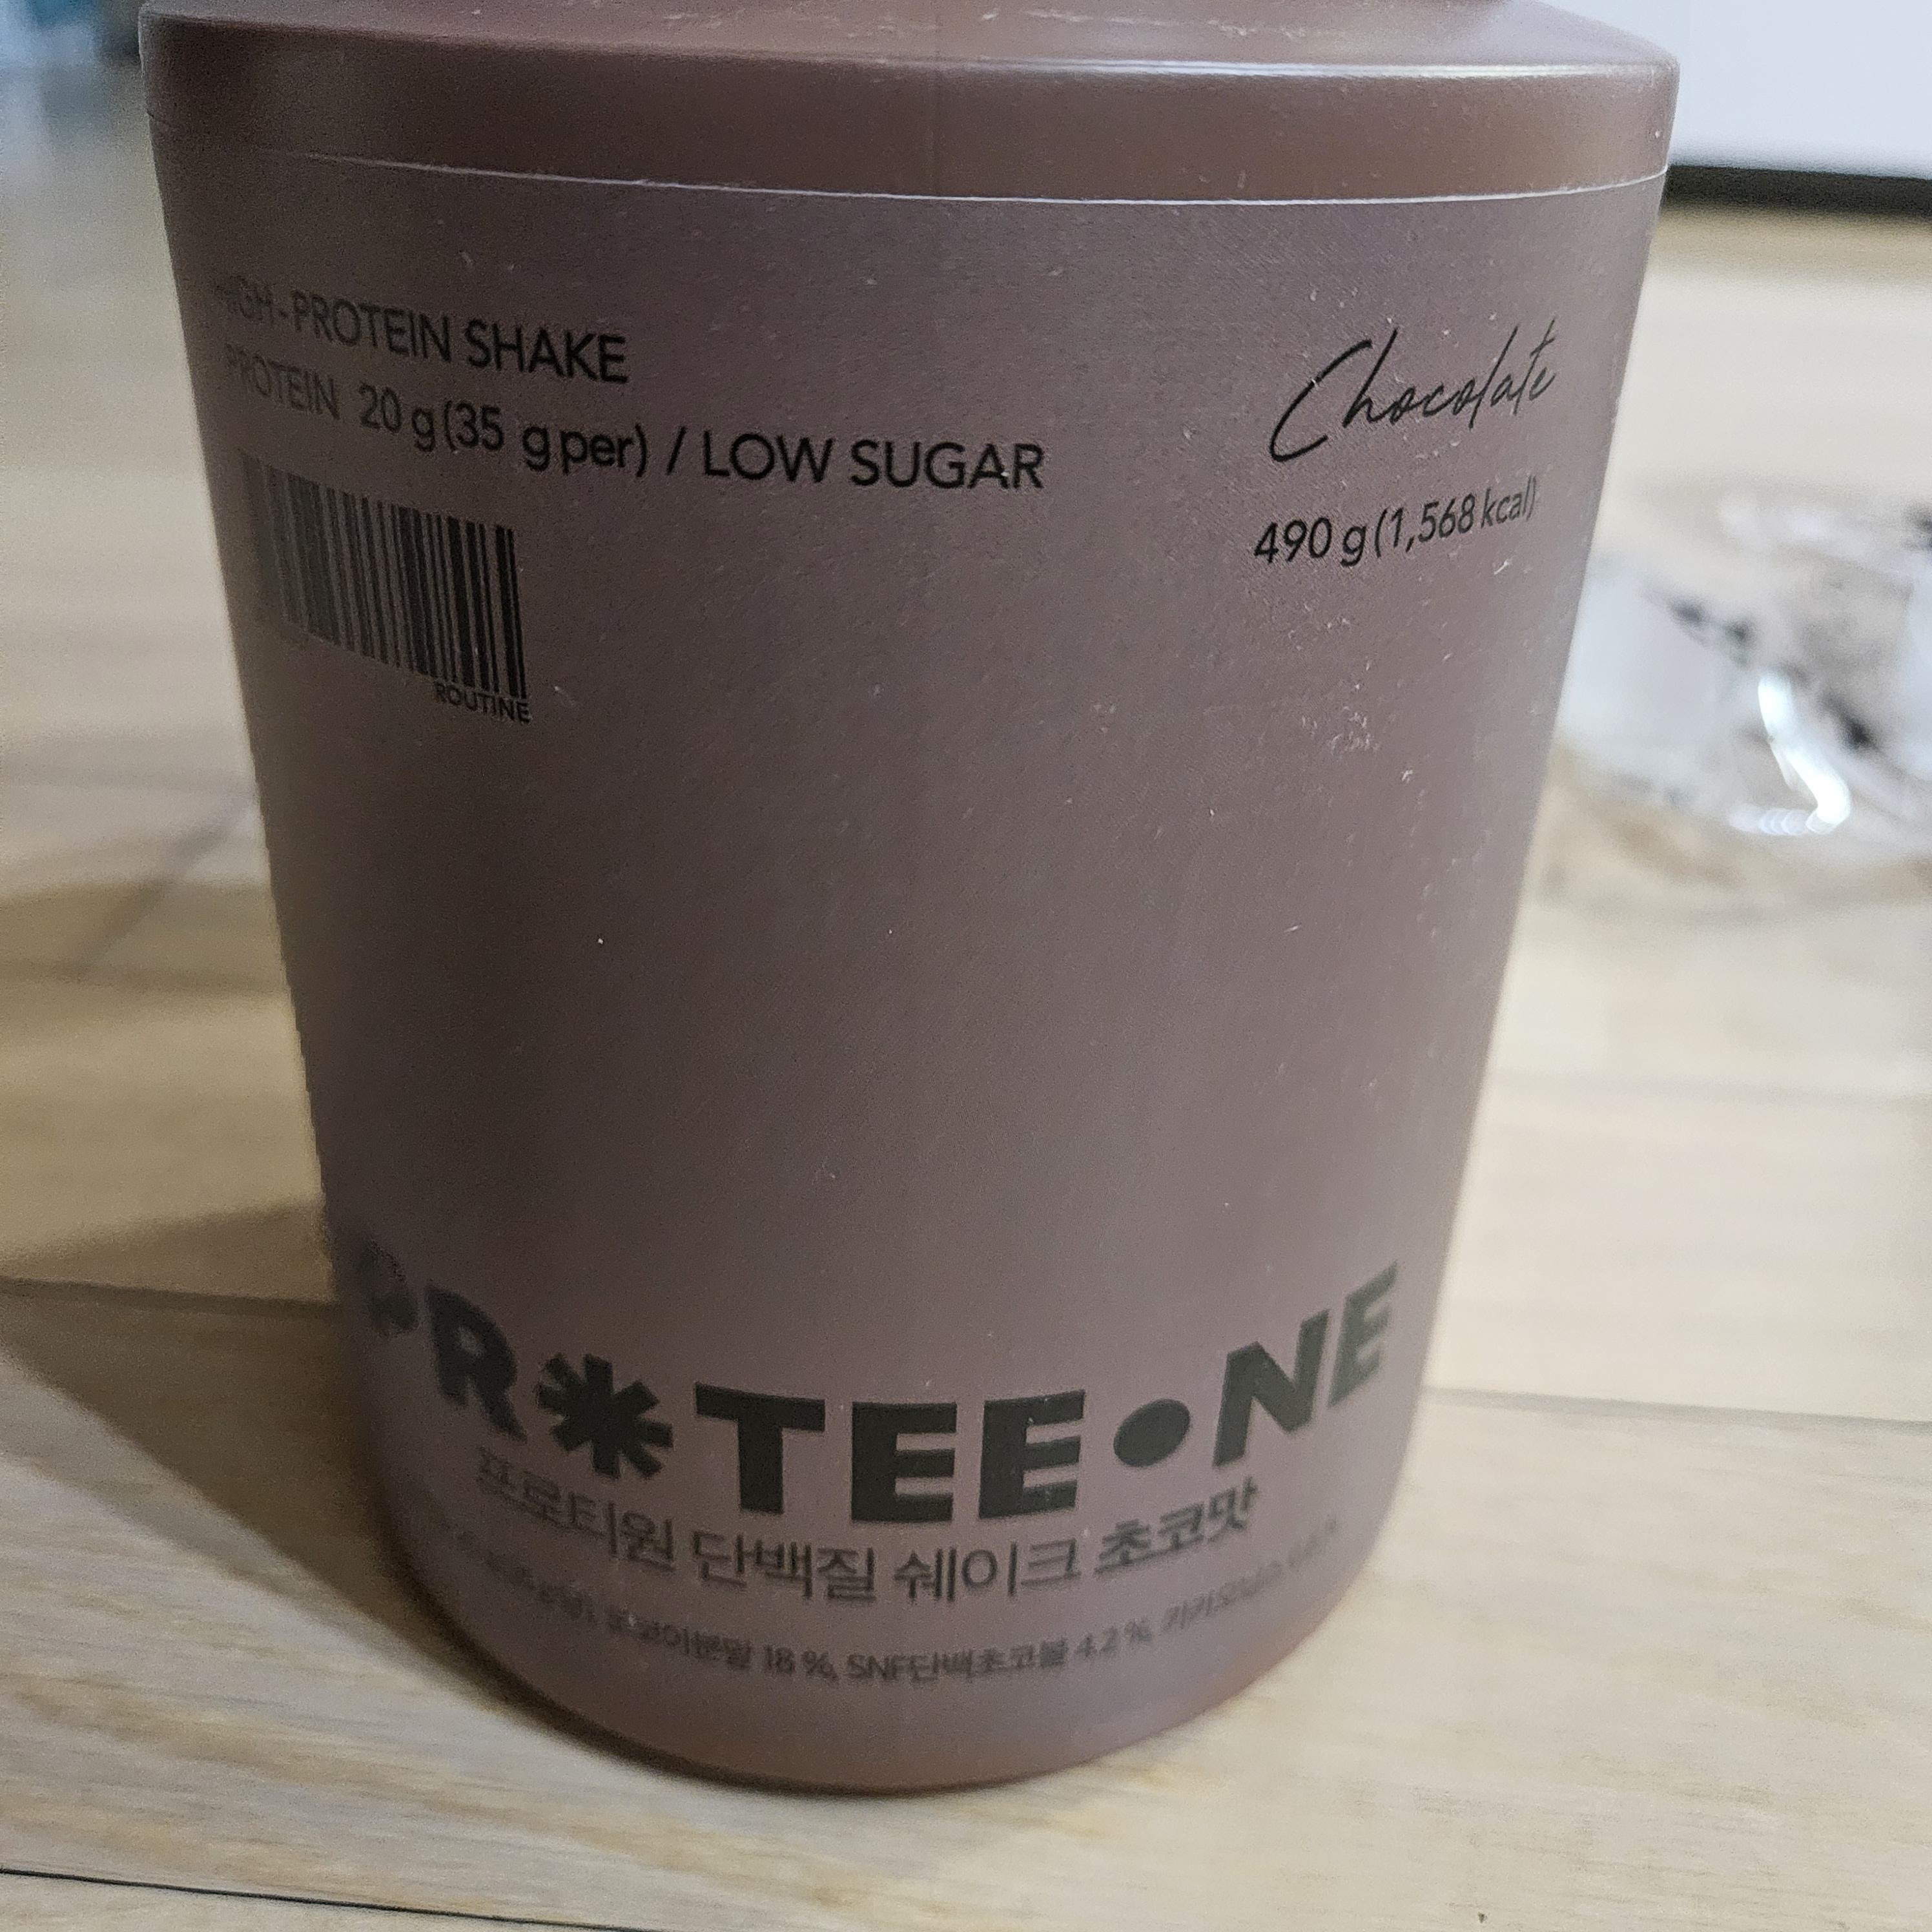 HIGH-PROTEIN SHAKE
PROTEIN 20 g (35 g per) / LOW SUGAR
ROUTINE
Chocolate
490 g (1,568 kcal)
PR*TEE•NE
프로티원 단백질 쉐이크 초코맛
18 %, SNF단백초코볼 4.2 %,